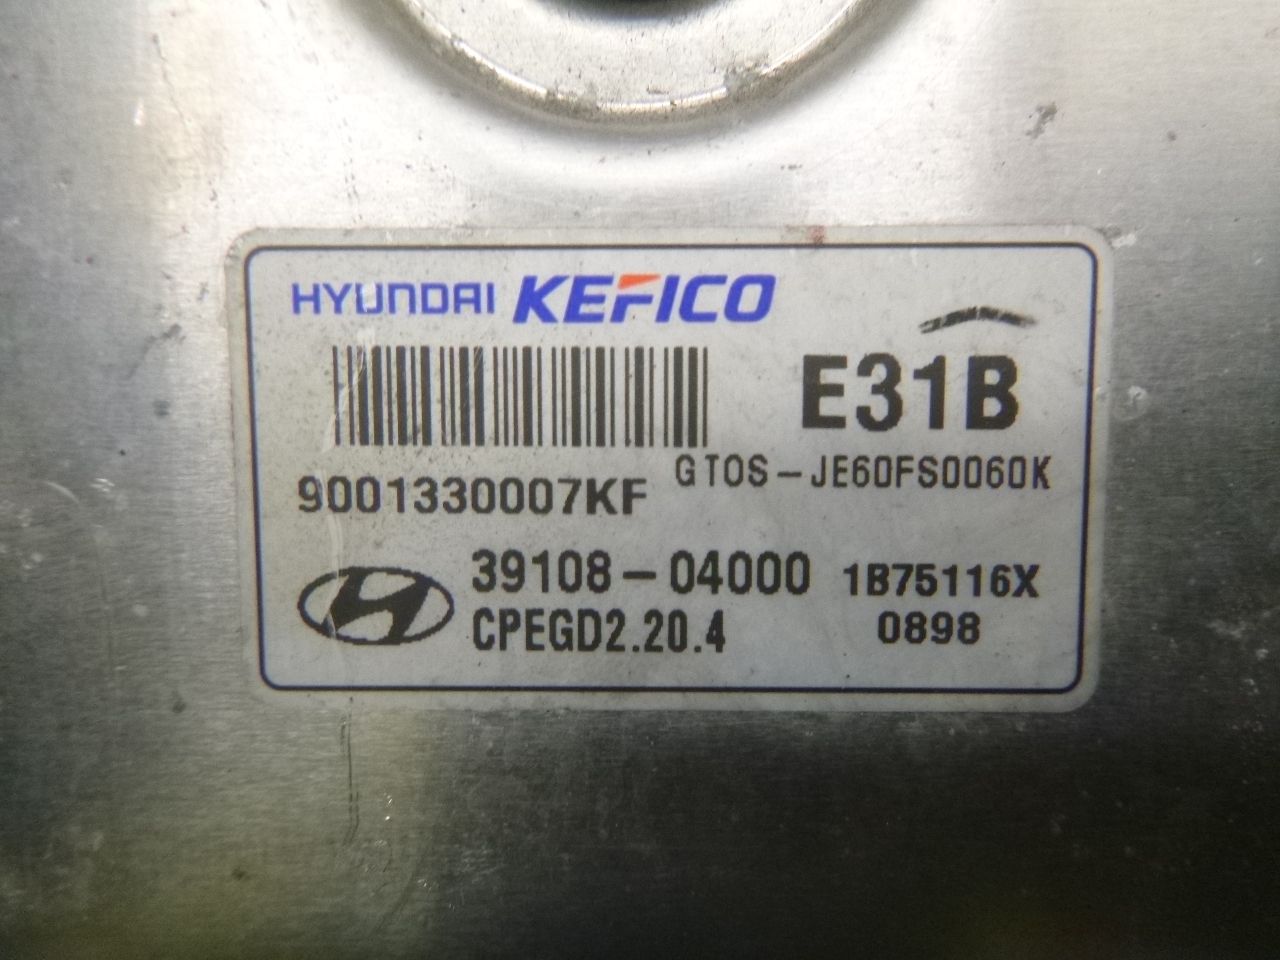 HYUNDAI KEFICO
E31B
GTOS-JE60FS0060K
9001330007KF
39108-04000 1B75116X
CPEGD2.20.4 0898